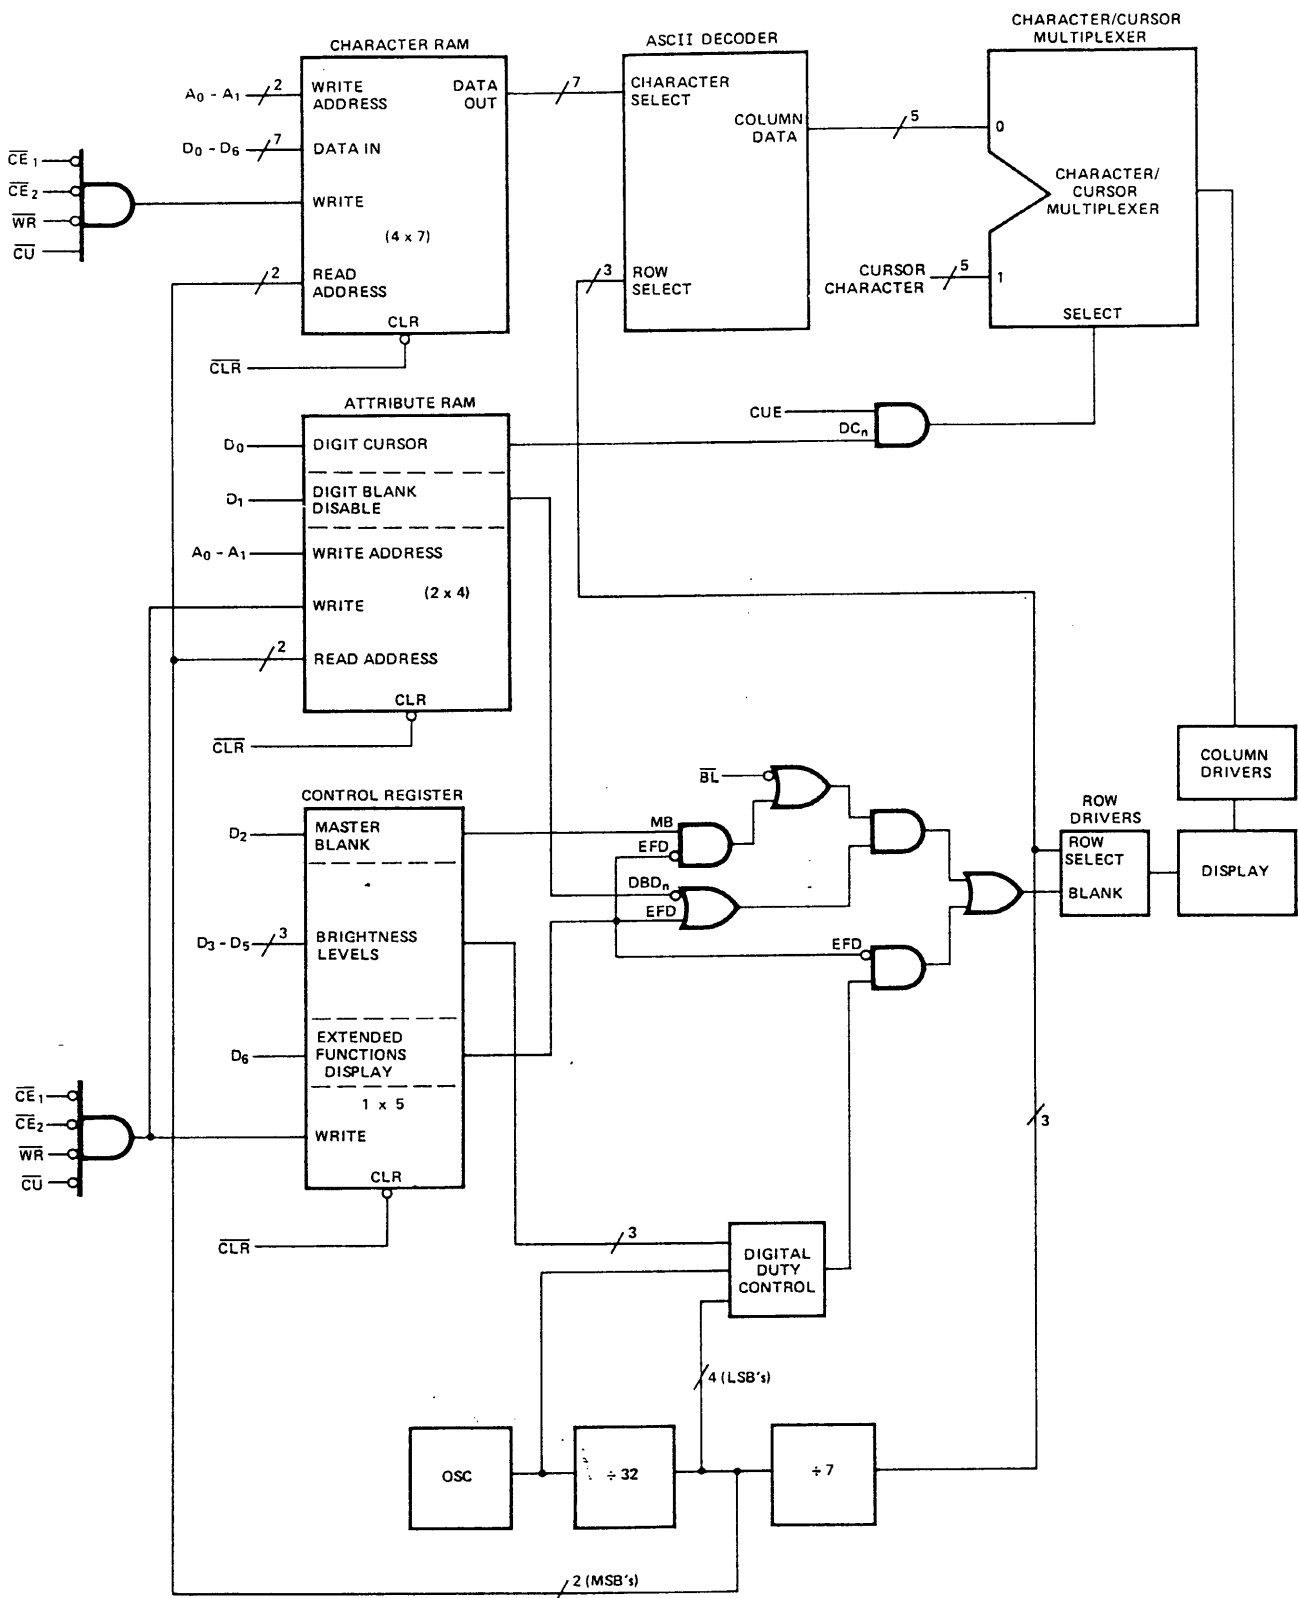 CHARACTER RAM
A0 - A1
2
WRITE
ADDRESS
DATA
OUT
7
D0 - D6
7
DATA IN
CE1
CE2
WR
CU
WRITE
(4 x 7)
2
READ
ADDRESS
CLR
CLR
ASCII DECODER
CHARACTER
SELECT
COLUMN
DATA
5
3
ROW
SELECT
CHARACTER/CURSOR
MULTIPLEXER
0
CHARACTER/
CURSOR
MULTIPLEXER
CURSOR
CHARACTER
5
1
SELECT
ATTRIBUTE RAM
D0
DIGIT CURSOR
D1
DIGIT BLANK
DISABLE
A0 - A1
WRITE ADDRESS
(2 x 4)
WRITE
2
READ ADDRESS
CLR
CLR
CUE
DCn
CONTROL REGISTER
D2
MASTER
BLANK
D3 - D5
3
BRIGHTNESS
LEVELS
D6
EXTENDED
FUNCTIONS
DISPLAY
1 x 5
WRITE
CLR
CLR
CE1
CE2
WR
CU
BL
MB
EFD
DBDn
EFD
EFD
ROW
DRIVERS
ROW
SELECT
BLANK
COLUMN
DRIVERS
DISPLAY
3
3
DIGITAL
DUTY
CONTROL
4 (LSB's)
OSC
÷ 32
÷ 7
2 (MSB's)